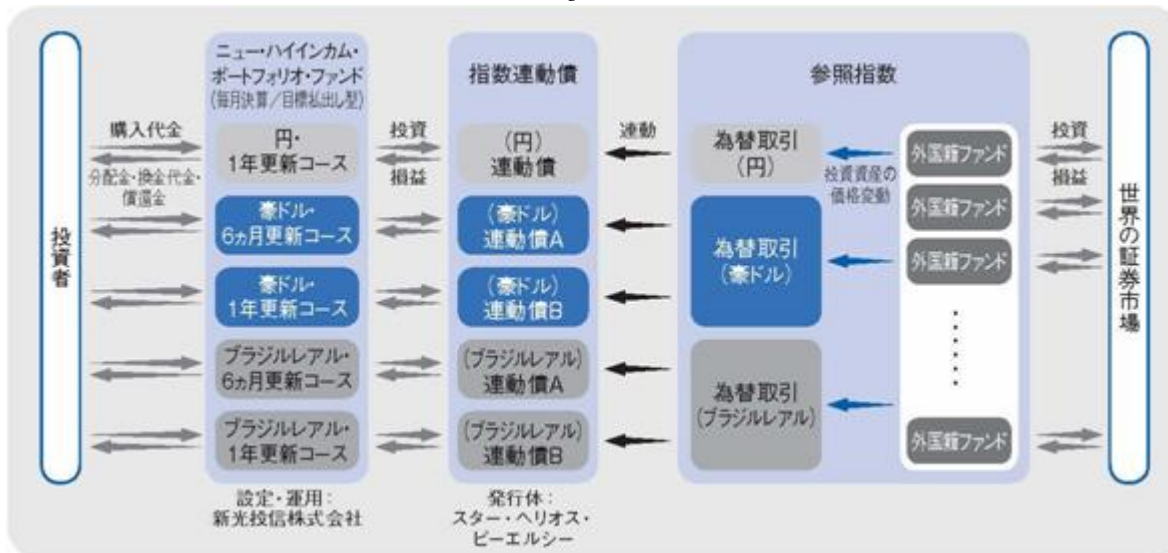 ニュー・ハイインカム・
ポートフォリオ・ファンド
(毎月決算/目標払出し型)
指数連動債
参照指数
投資者
購入代金
分配金・換金代金・
償還金
円・
1年更新コース
豪ドル・
6ヵ月更新コース
豪ドル・
1年更新コース
ブラジルレアル・
6ヵ月更新コース
ブラジルレアル・
1年更新コース
投資
損益
(円)
連動債
(豪ドル)
連動債A
(豪ドル)
連動債B
(ブラジルレアル)
連動債A
(ブラジルレアル)
連動債B
連動
為替取引
(円)
為替取引
(豪ドル)
為替取引
(ブラジルレアル)
投資資産の
価格変動
外国籍ファンド
外国籍ファンド
外国籍ファンド
外国籍ファンド
投資
損益
世界の証券市場
設定・運用:
新光投信株式会社
発行体:
スター・ヘリオス・
ピーエルシー